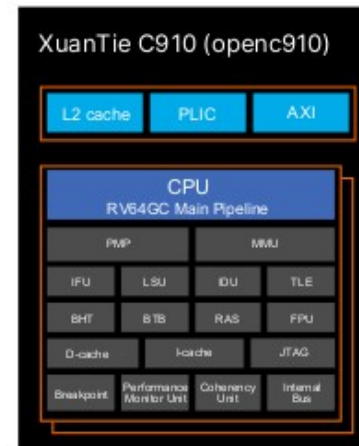 XuanTie C910 (openc910)
L2 cache PLIC AXI
CPU
RV64GC Main Pipeline
PMP MMU
IFU LSU IDU TLE
BHT BTB RAS FPU
D-cache I-cache JTAG
Breakpoint Performance Monitor Unit Coherency Unit Internal Bus